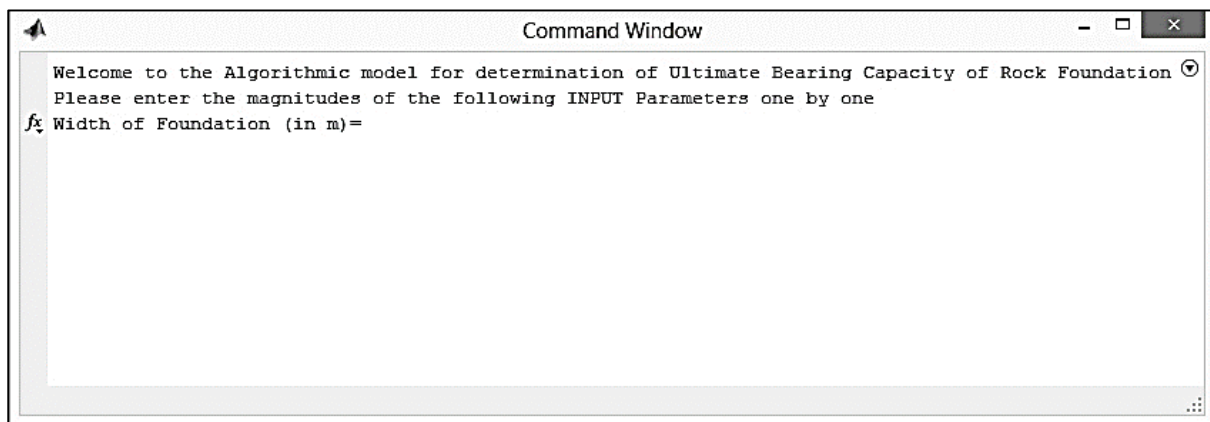 Command Window
Welcome to the Algorithmic model for determination of Ultimate Bearing Capacity of Rock Foundation
Please enter the magnitudes of the following INPUT Parameters one by one
fx Width of Foundation (in m)=